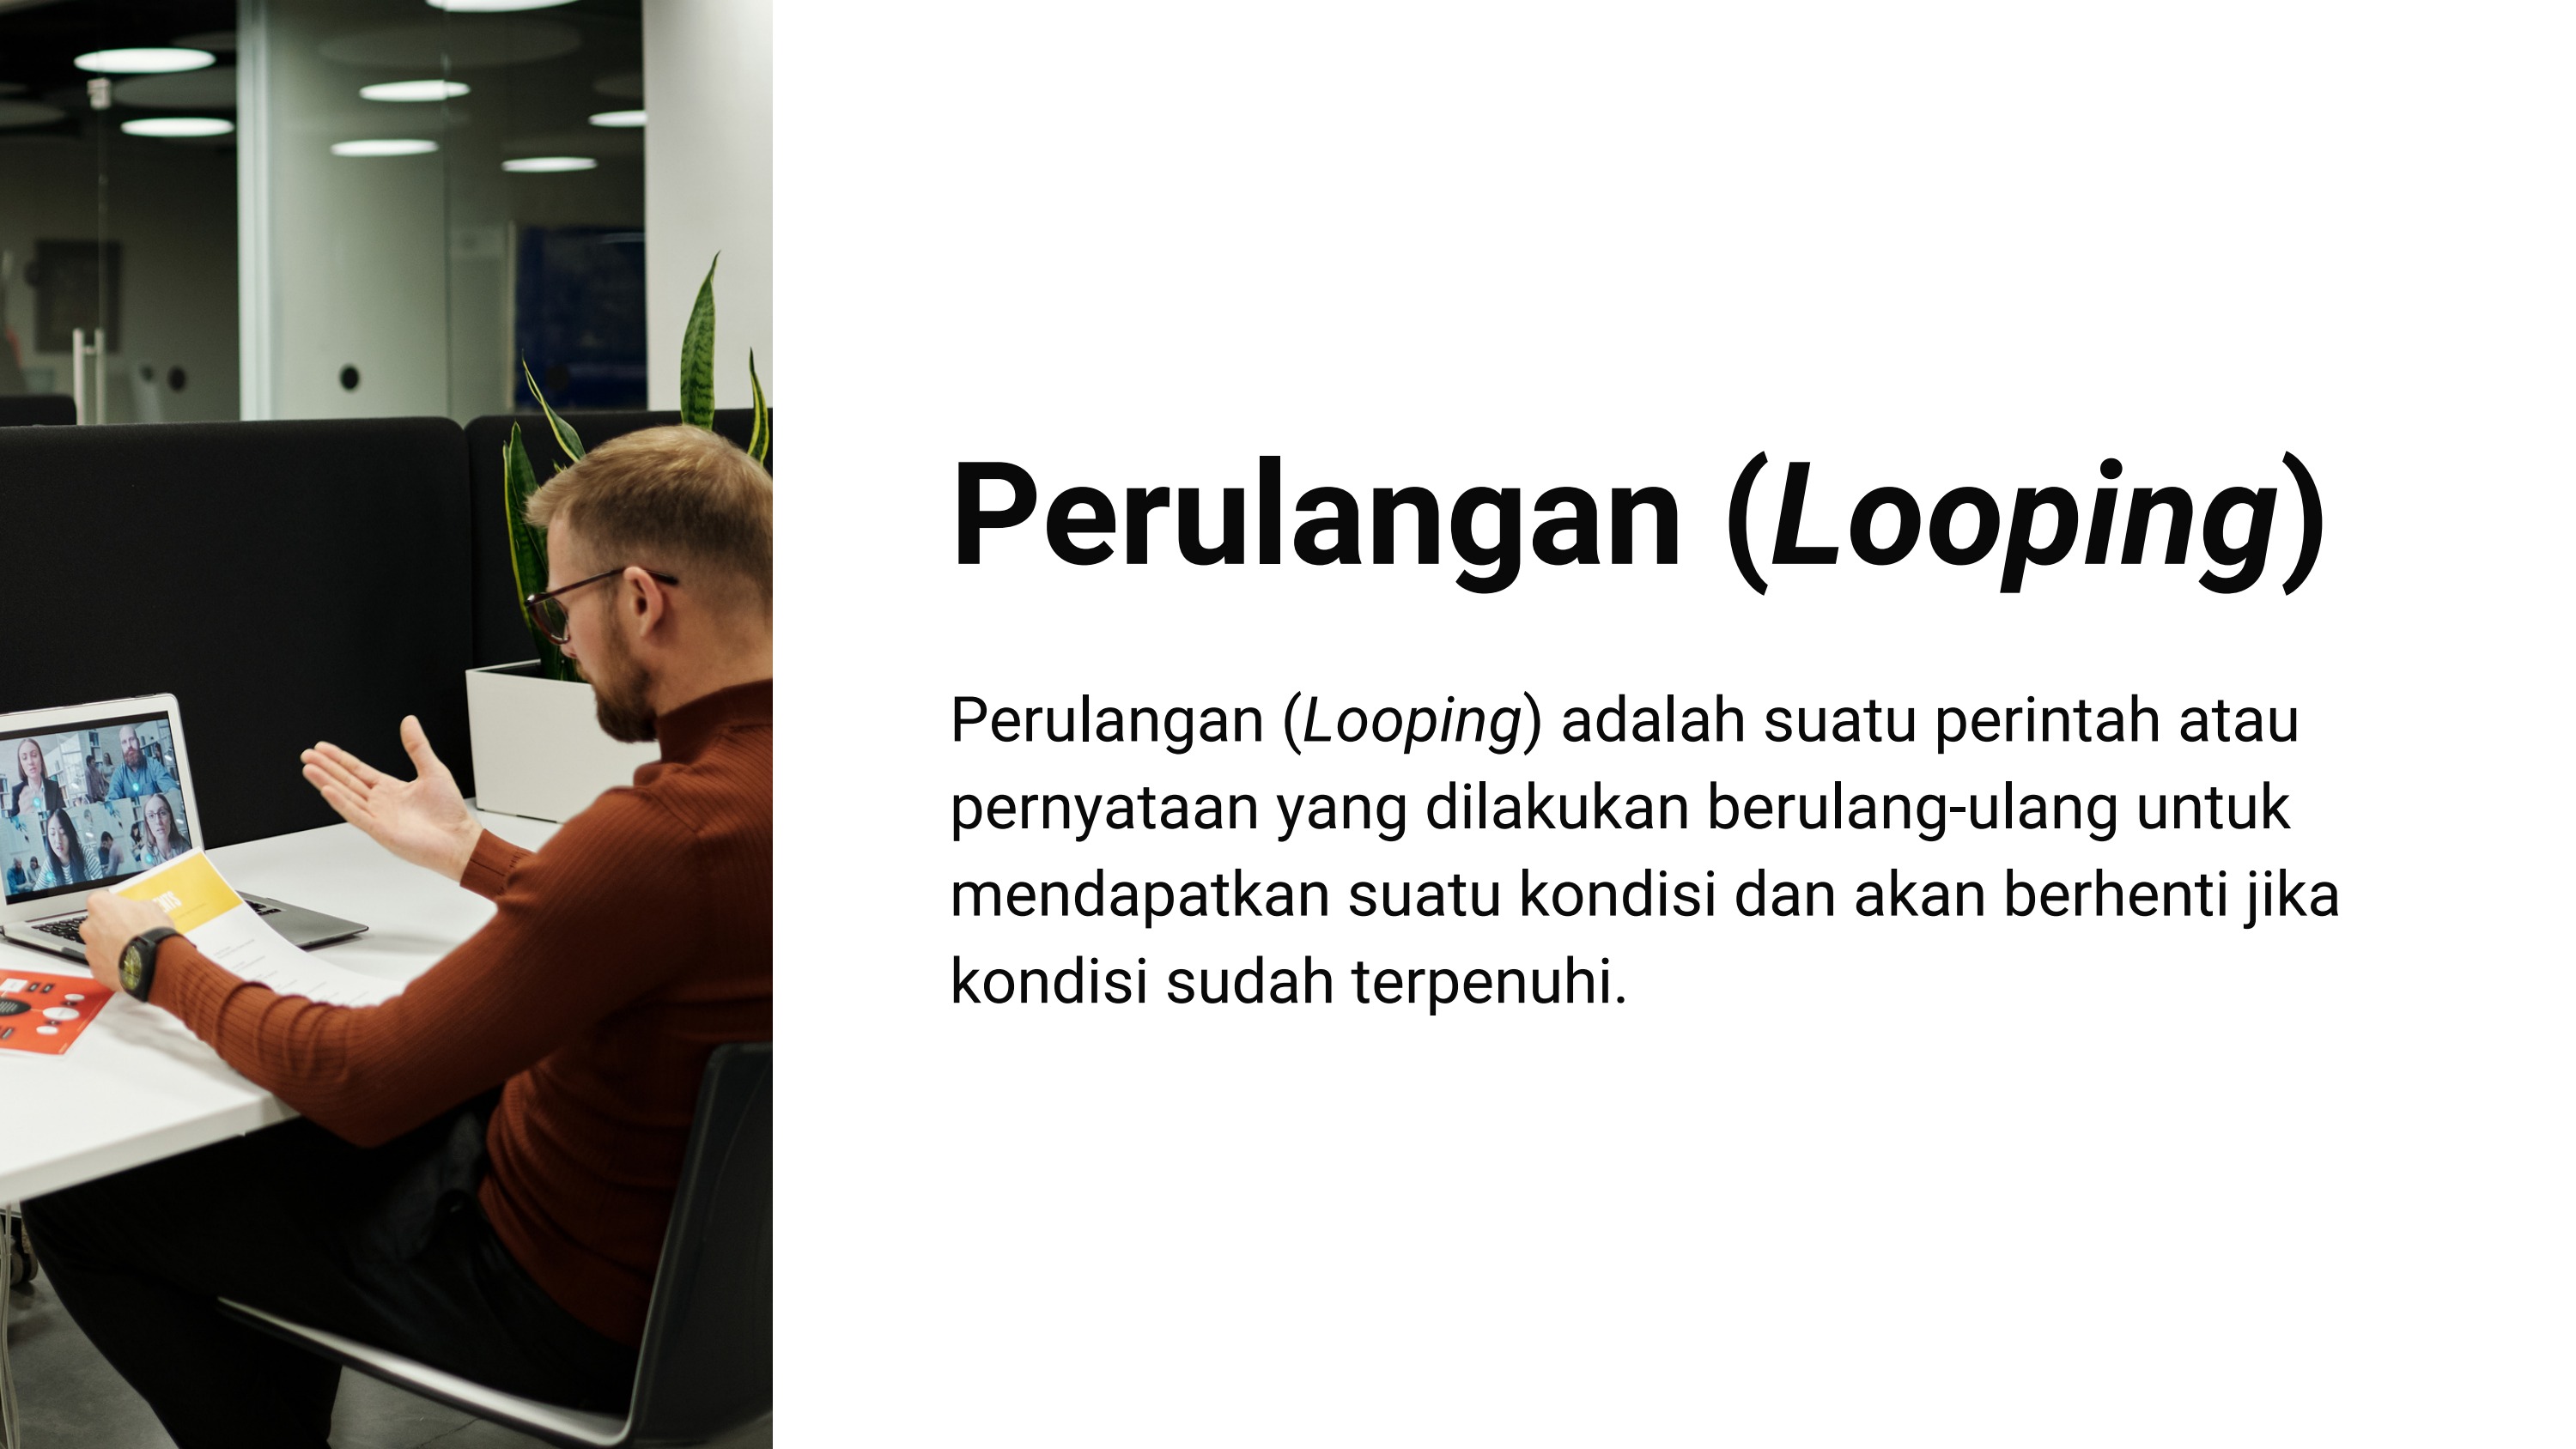 Perulangan (Looping)
Perulangan (Looping) adalah suatu perintah atau
pernyataan yang dilakukan berulang-ulang untuk
mendapatkan suatu kondisi dan akan berhenti jika
kondisi sudah terpenuhi.